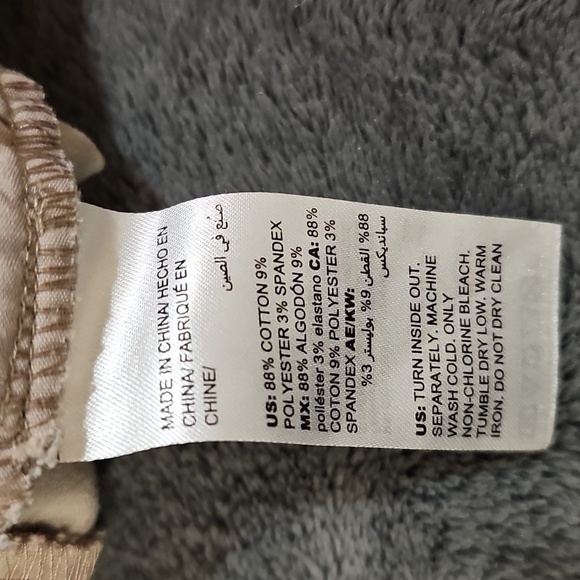 MADE IN CHINA/ HECHO EN
CHINA/ FABRIQUÉ EN
CHINE/
صنع في الصين
US: 88% COTTON 9%
POLYESTER 3% SPANDEX
MX: 88% ALGODÓN 9%
poliéster 3% elastano CA: 88%
COTON 9% POLYESTER 3%
SPANDEX AE/KW:
88% القطن 9% بوليستر 3%
سبانديكس
US: TURN INSIDE OUT.
SEPARATELY. MACHINE
WASH COLD. ONLY
NON-CHLORINE BLEACH.
TUMBLE DRY LOW. WARM
IRON. DO NOT DRY CLEAN